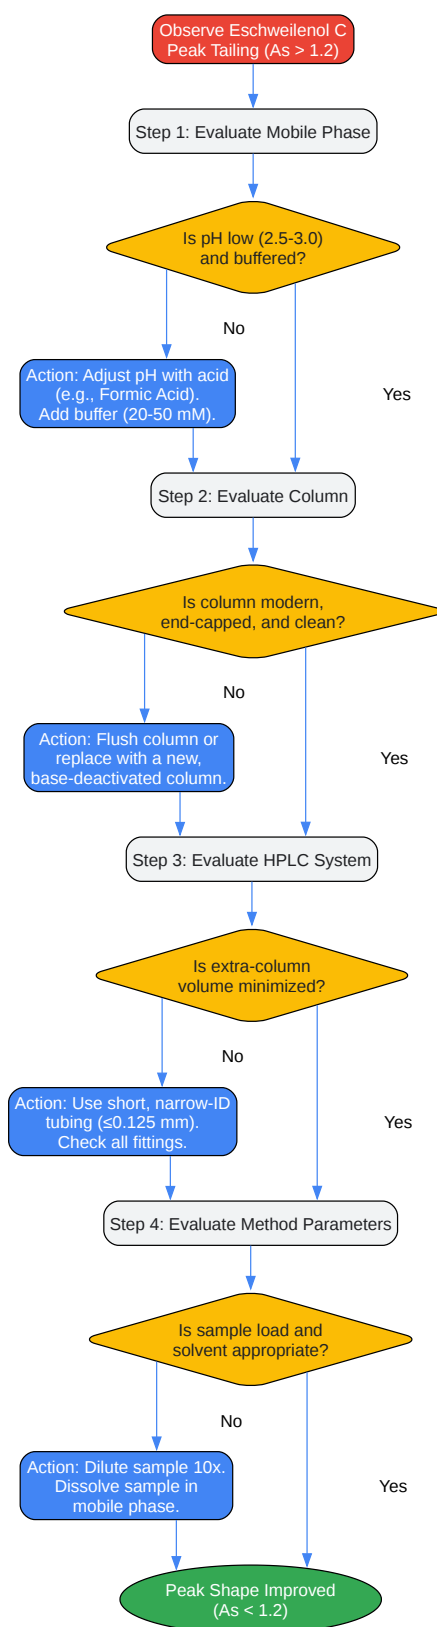 Observe Eschweilenol C
Peak Tailing (As > 1.2)
Step 1: Evaluate Mobile Phase
Is pH low (2.5-3.0)
and buffered?
No
Action: Adjust pH with acid
(e.g., Formic Acid).
Add buffer (20-50 mM).
Yes
Step 2: Evaluate Column
Is column modern,
end-capped, and clean?
No
Action: Flush column or
replace with a new,
base-deactivated column.
Yes
Step 3: Evaluate HPLC System
Is extra-column
volume minimized?
No
Action: Use short, narrow-ID
tubing (≤0.125 mm).
Check all fittings.
Yes
Step 4: Evaluate Method Parameters
Is sample load and
solvent appropriate?
No
Action: Dilute sample 10x.
Dissolve sample in
mobile phase.
Yes
Peak Shape Improved
(As < 1.2)